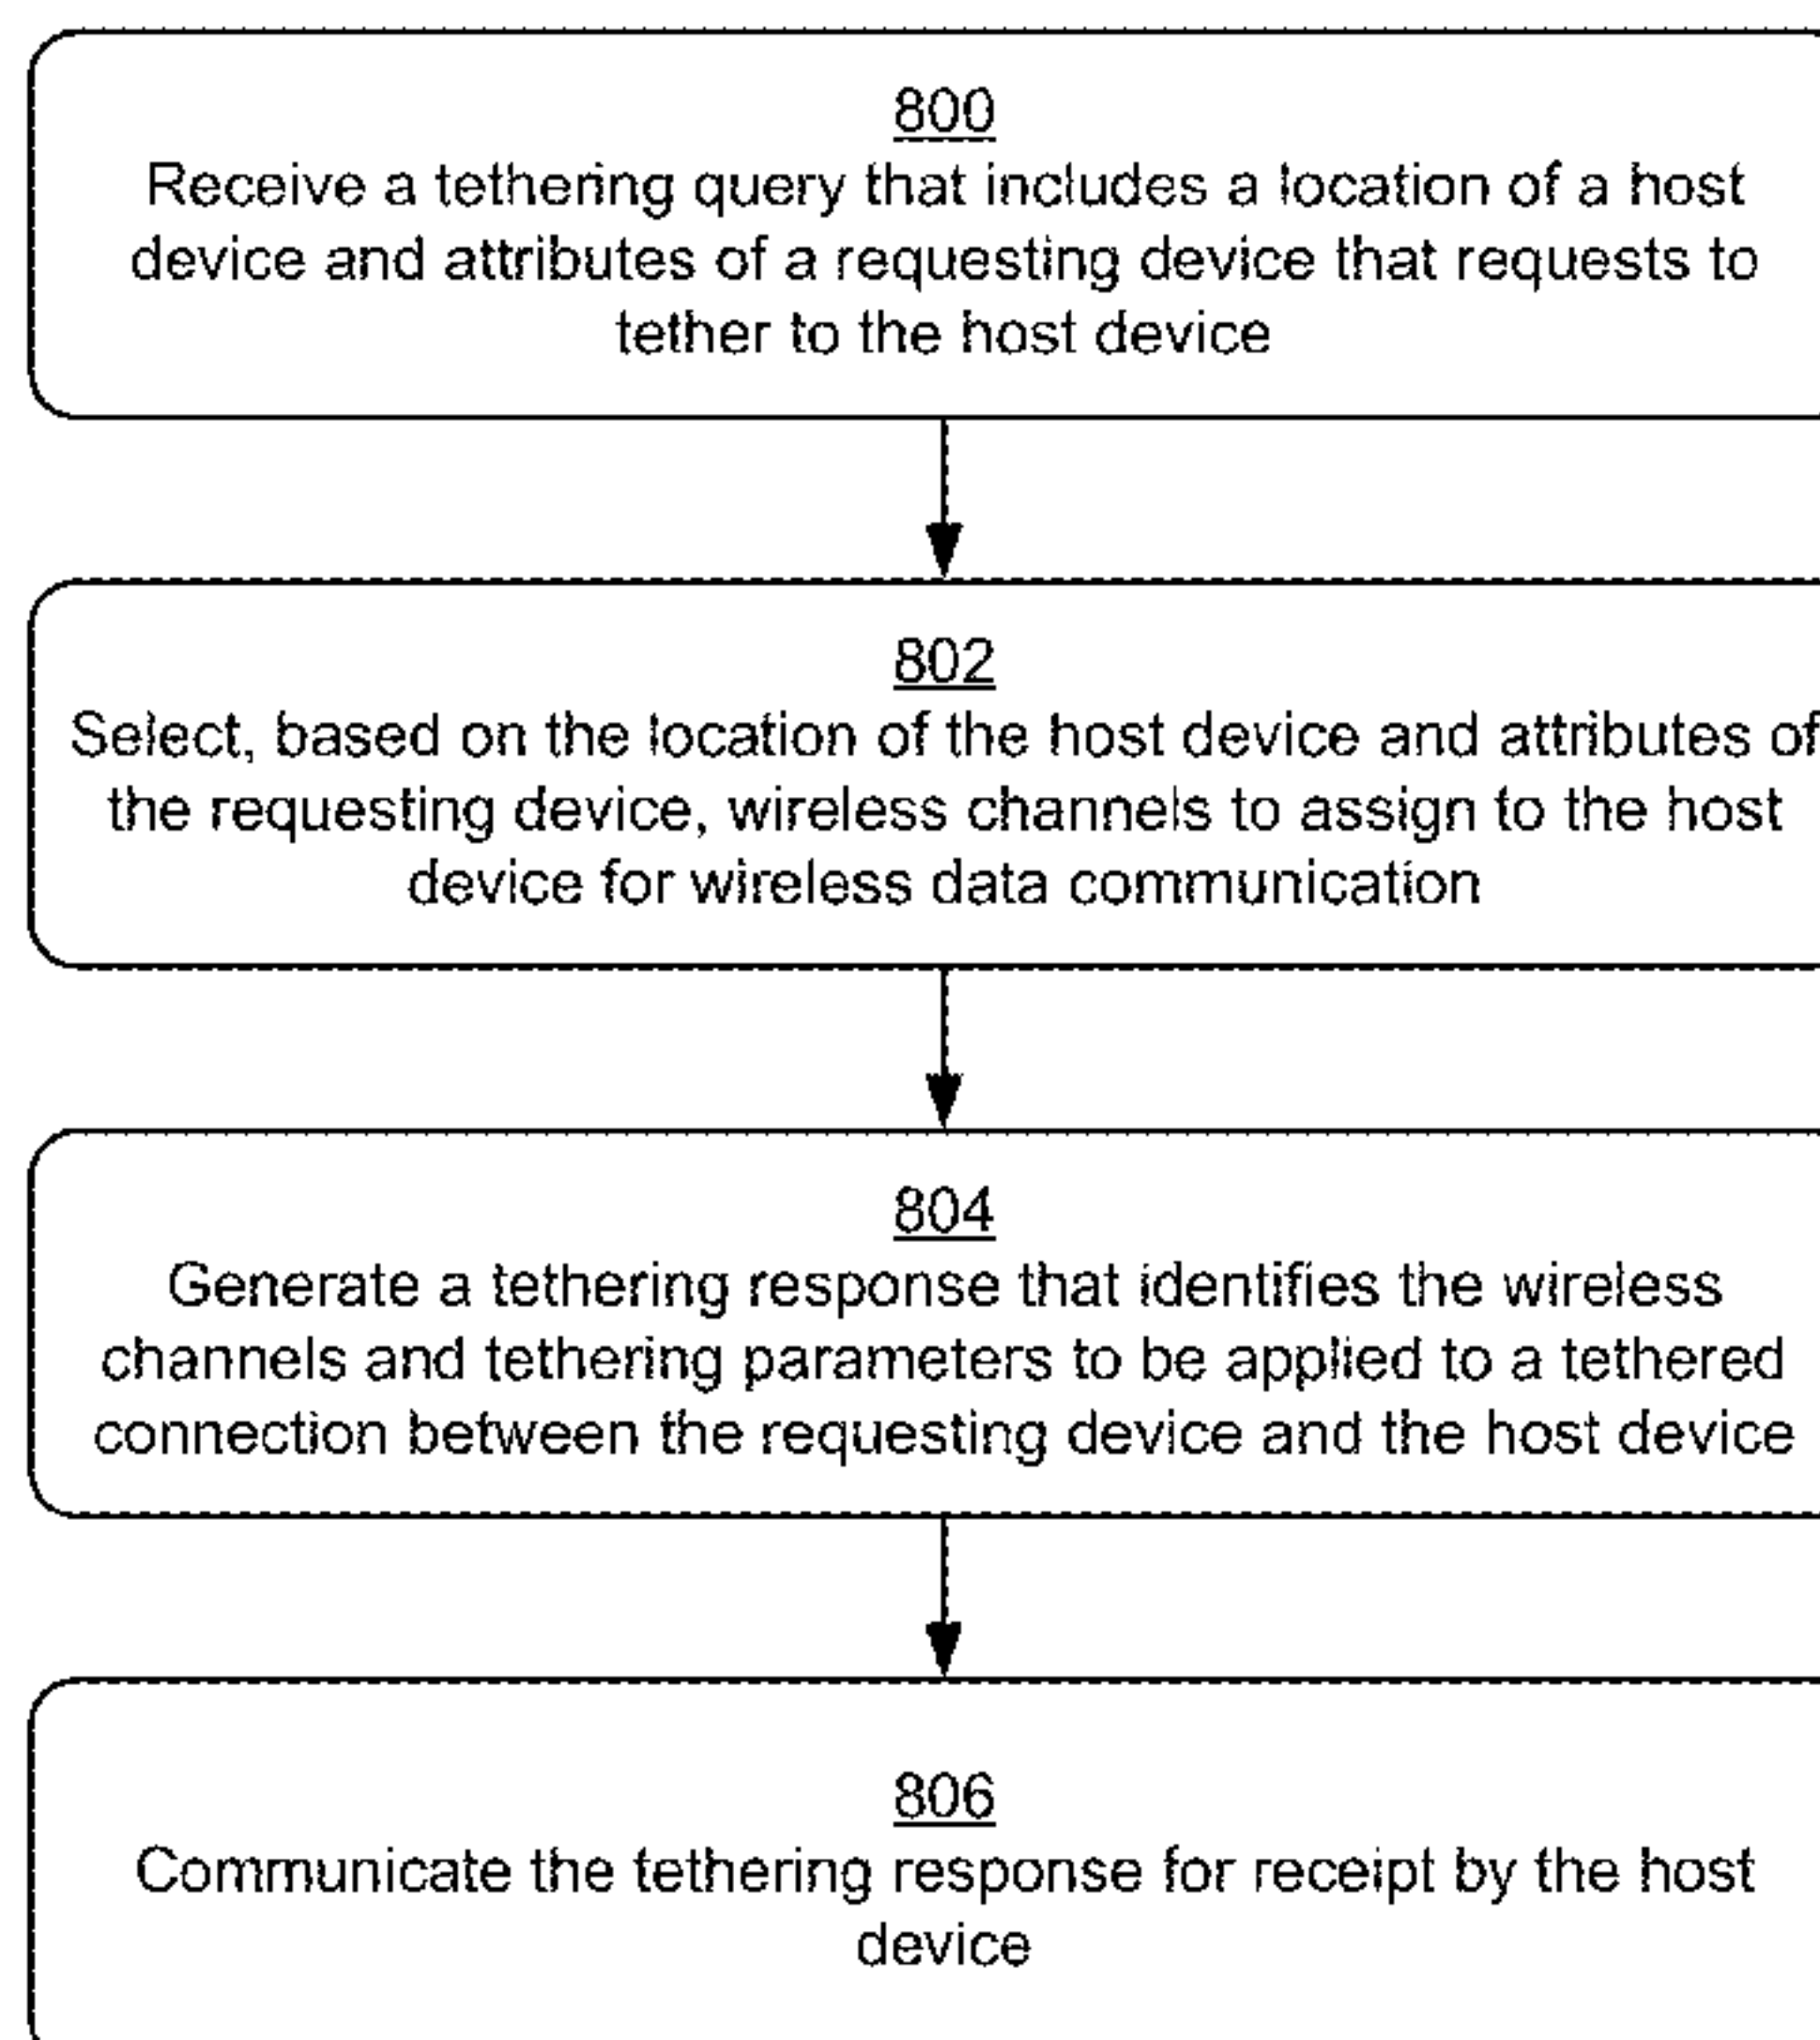 800
Receive a tethering query that includes a location of a host
device and attributes of a requesting device that requests to
tether to the host device
802
Select, based on the location of the host device and attributes of
the requesting device, wireless channels to assign to the host
device for wireless data communication
804
Generate a tethering response that identifies the wireless
channels and tethering parameters to be applied to a tethered
connection between the requesting device and the host device
806
Communicate the tethering response for receipt by the host
device